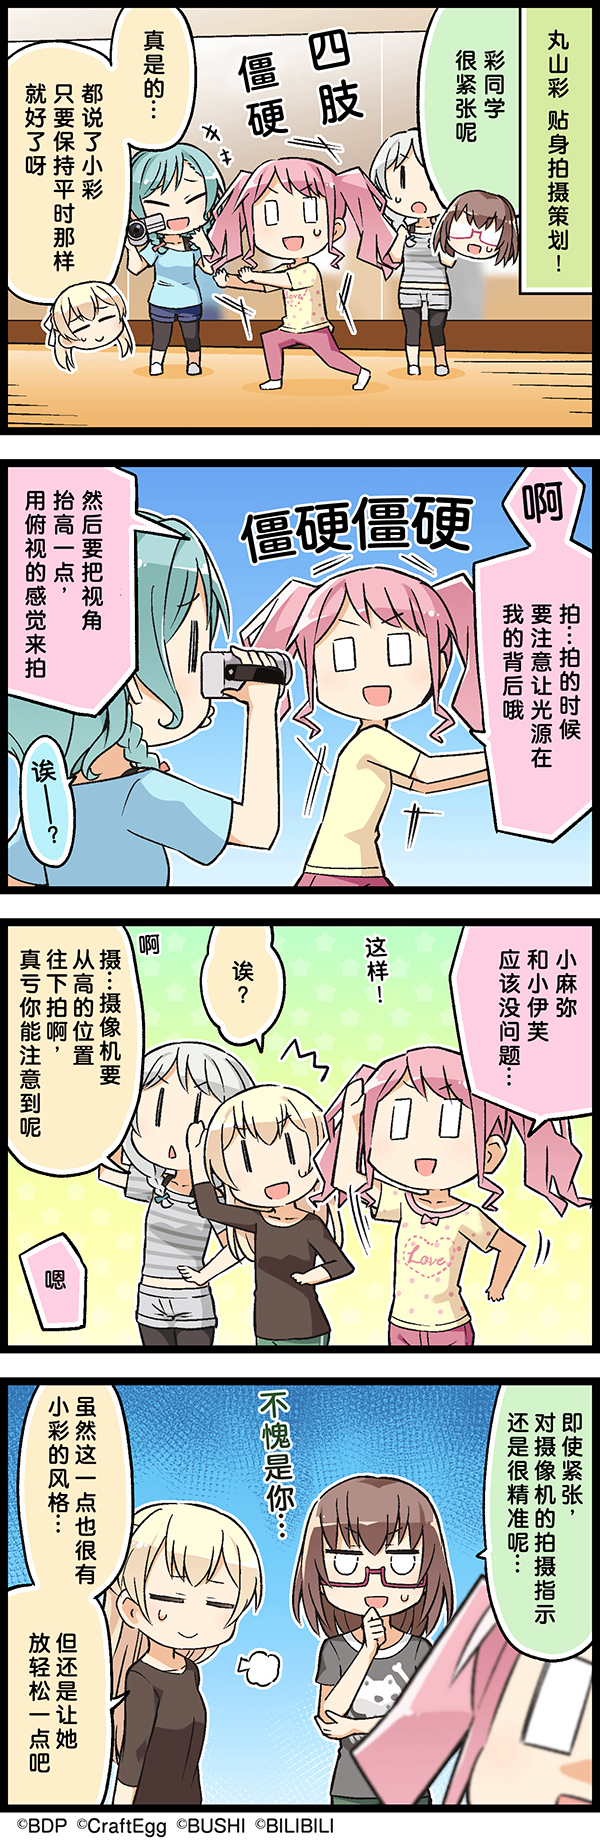 丸山彩 贴身拍摄策划！
彩同学
很紧张呢
四肢
僵硬
真是的…
都说了小彩
只要保持平时那样
就好了呀
啊
拍…拍的时候
要注意让光源在
我的背后哦
僵硬僵硬
然后要把视角
抬高一点，
用俯视的感觉来拍
诶—？
小麻弥
和小伊芙
应该没问题…
这样！
诶？
啊
摄…摄像机要
从高的位置
往下拍啊，
真亏你能注意到呢
嗯
即使紧张，
对摄像机的拍摄指示
还是很精准呢…
不愧是你…
虽然这一点也很有
小彩的风格…
但还是让她
放轻松一点吧
©BDP ©CraftEgg ©BUSHI ©BILIBILI